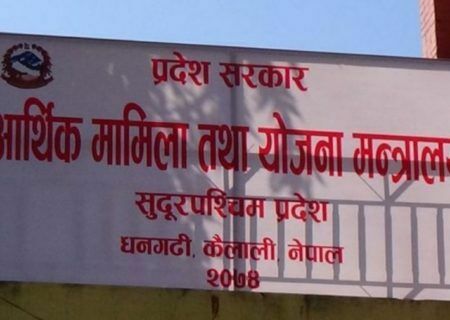 प्रदेश सरकार
आर्थिक मामिला तथा योजना मन्त्रालय
सुदूरपश्चिम प्रदेश
धनगढी, कैलाली, नेपाल
२०७४